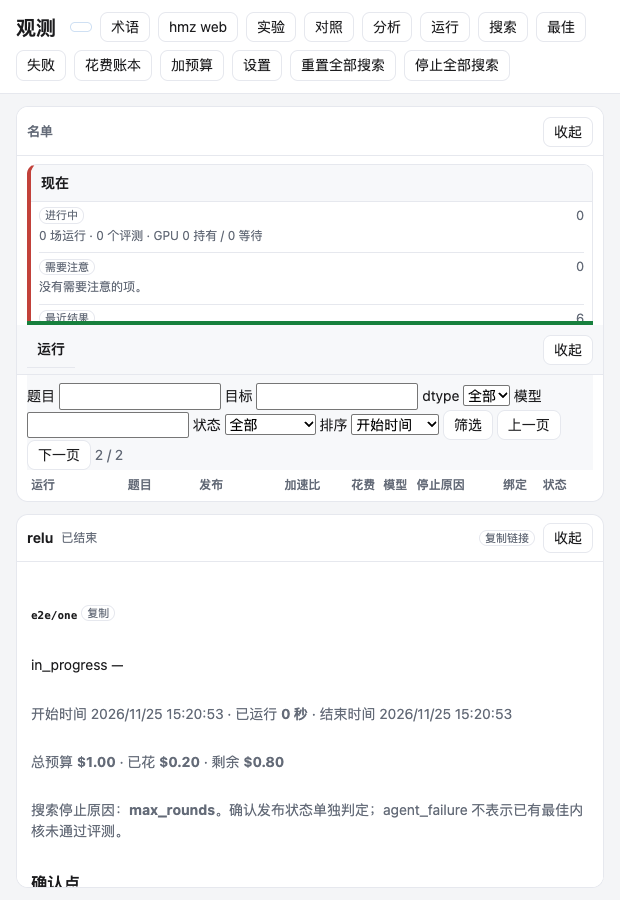 观测 术语 hmz web 实验 对照 分析 运行 搜索 最佳
失败 花费账本 加预算 设置 重置全部搜索 停止全部搜索
名单 收起
现在
进行中 0
0 场运行 · 0 个评测 · GPU 0 持有 / 0 等待
需要注意 0
没有需要注意的项。
最近结果 6
运行 收起
题目 目标 dtype 全部 模型
状态 全部 排序 开始时间 筛选 上一页
下一页 2 / 2
运行 题目 发布 加速比 花费 模型 停止原因 绑定 状态
relu 已结束 复制链接 收起
e2e/one 复制
in_progress —
开始时间 2026/11/25 15:20:53 · 已运行 0 秒 · 结束时间 2026/11/25 15:20:53
总预算 $1.00 · 已花 $0.20 · 剩余 $0.80
搜索停止原因：max_rounds。确认发布状态单独判定；agent_failure 不表示已有最佳内
核未通过评测。
确认点